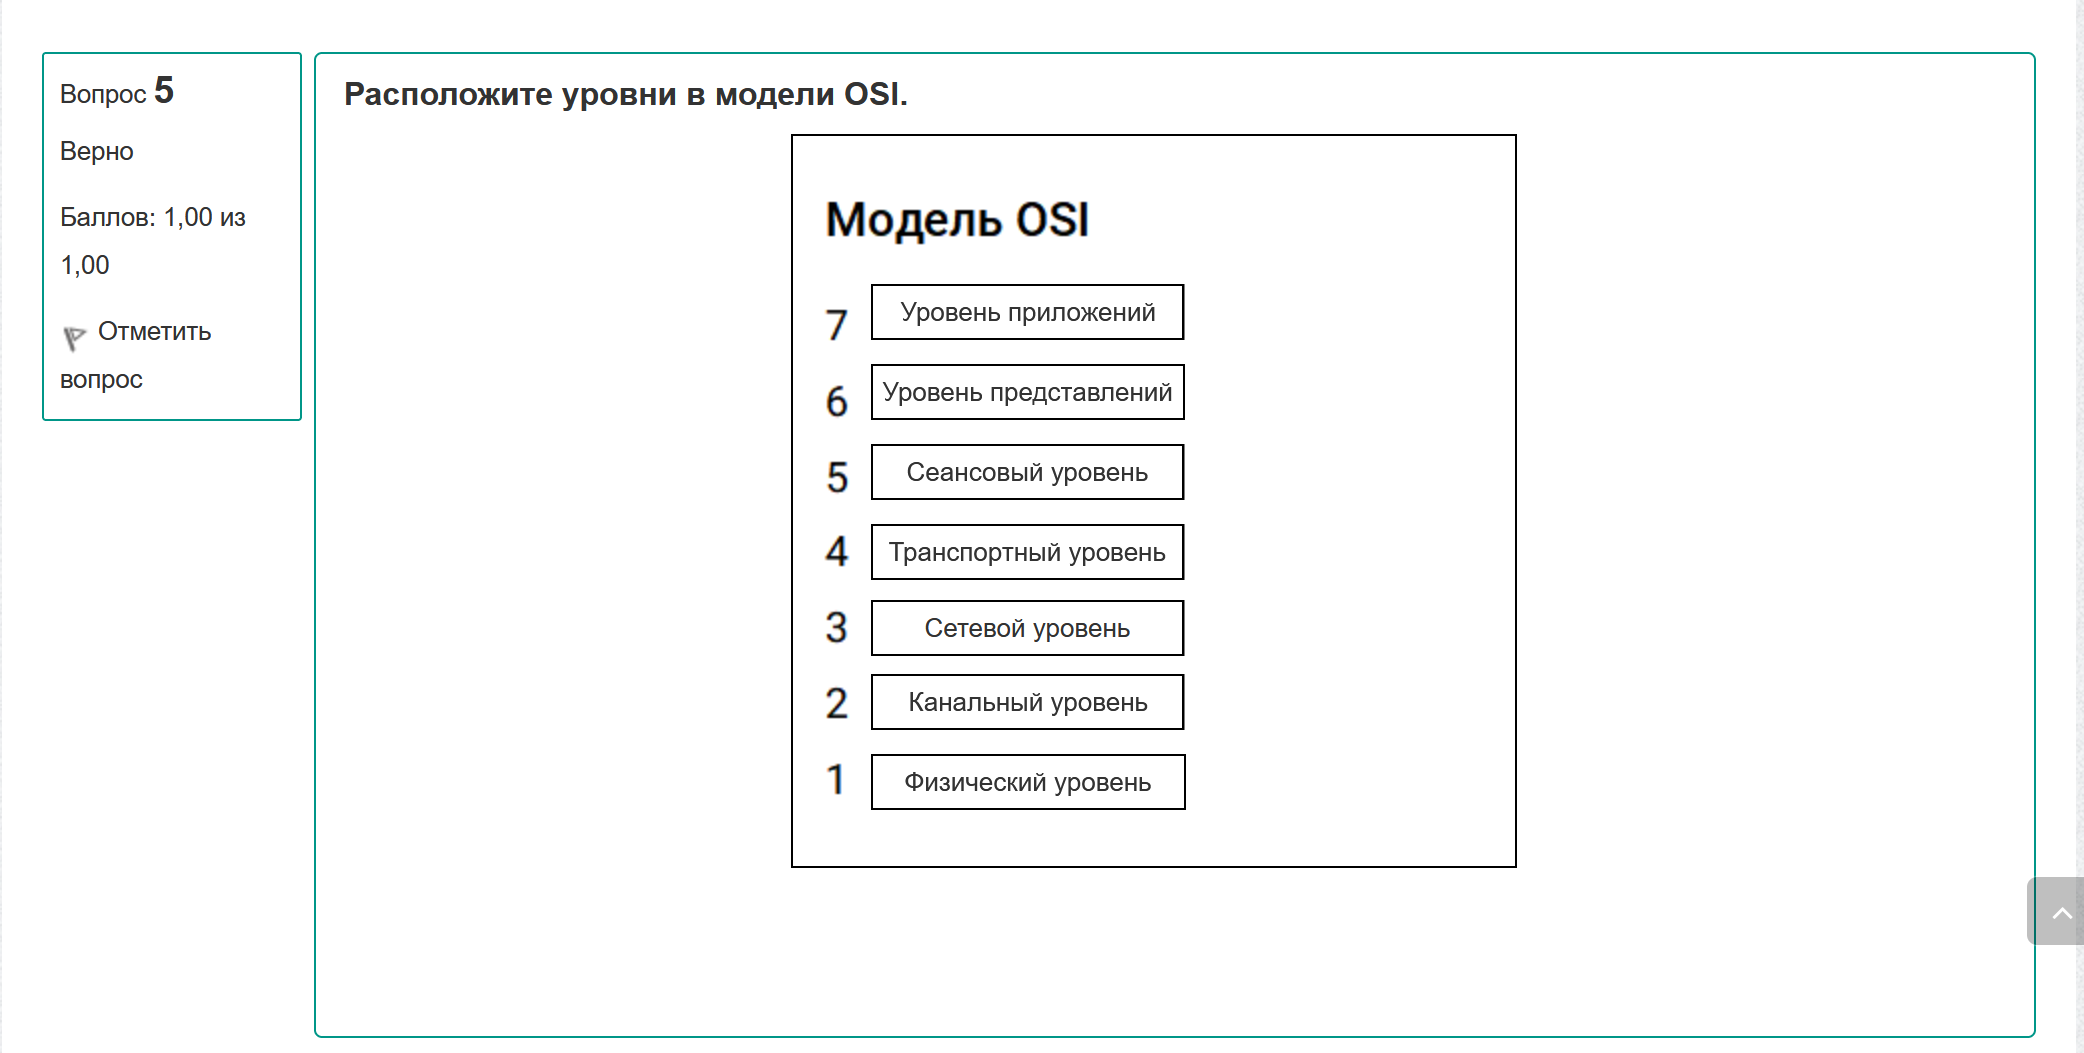 Вопрос 5
Верно
Баллов: 1,00 из
1,00
Отметить
вопрос
Расположите уровни в модели OSI.
Модель OSI
7 Уровень приложений
6 Уровень представлений
5 Сеансовый уровень
4 Транспортный уровень
3 Сетевой уровень
2 Канальный уровень
1 Физический уровень